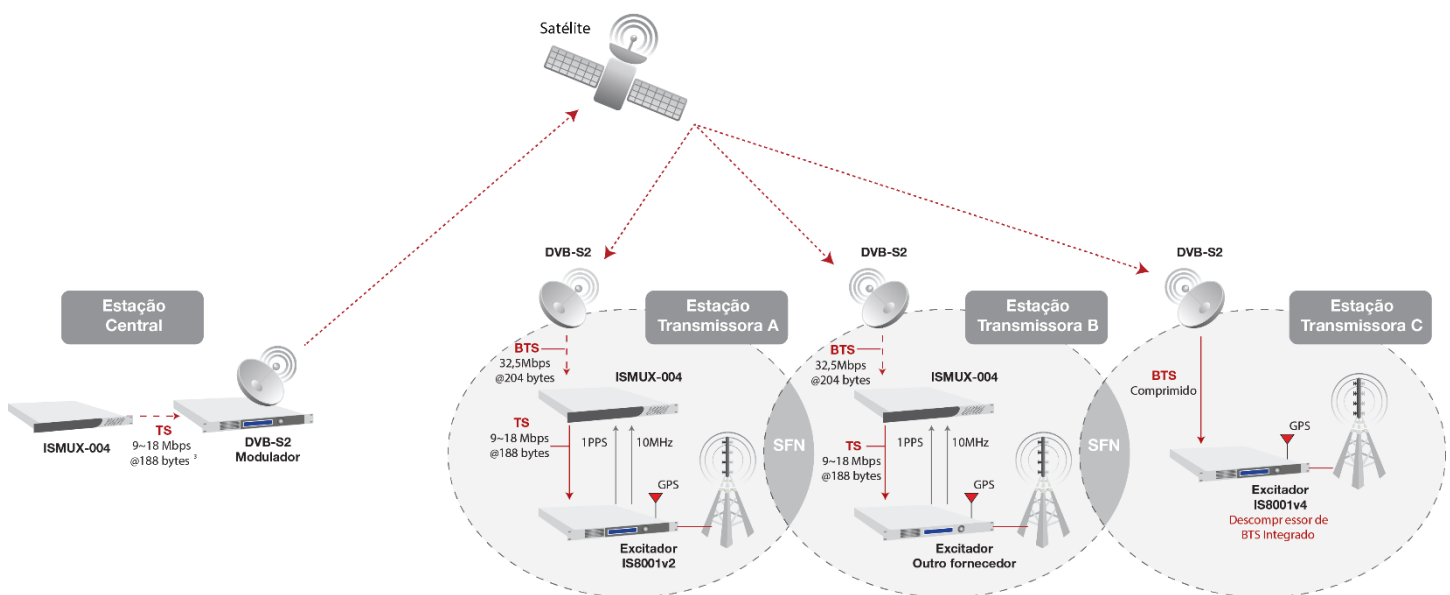 Satélite
Estação
Central
ISMUX-004
TS
9~18 Mbps
@188 bytes ³
DVB-S2
Modulador
DVB-S2
Estação
Transmissora A
BTS
32,5Mbps
@204 bytes
ISMUX-004
TS
9~18 Mbps
@188 bytes
1PPS
10MHz
GPS
Excitador
IS8001v2
SFN
DVB-S2
Estação
Transmissora B
BTS
32,5Mbps
@204 bytes
ISMUX-004
TS
9~18 Mbps
@188 bytes
1PPS
10MHz
GPS
Excitador
Outro fornecedor
SFN
DVB-S2
Estação
Transmissora C
BTS
Comprimido
GPS
Excitador
IS8001v4
Descompressor de
BTS Integrado